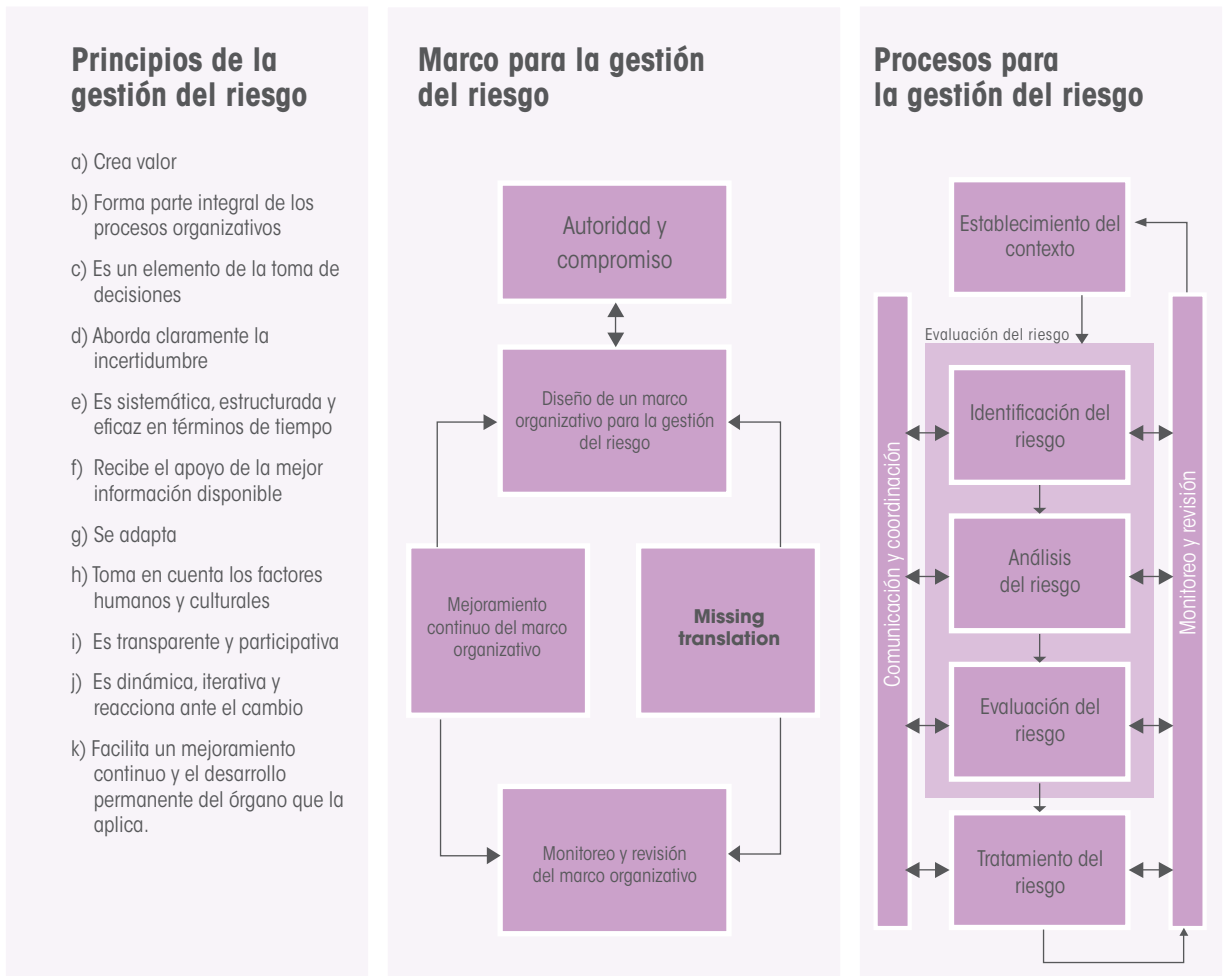 Principios de la
gestión del riesgo
a) Crea valor
b) Forma parte integral de los
procesos organizativos
c) Es un elemento de la toma de
decisiones
d) Aborda claramente la
incertidumbre
e) Es sistemática, estructurada y
eficaz en términos de tiempo
f) Recibe el apoyo de la mejor
información disponible
g) Se adapta
h) Toma en cuenta los factores
humanos y culturales
i) Es transparente y participativa
j) Es dinámica, iterativa y
reacciona ante el cambio
k) Facilita un mejoramiento
continuo y el desarrollo
permanente del órgano que la
aplica.
Marco para la gestión
del riesgo
Autoridad y
compromiso
Diseño de un marco
organizativo para la gestión
del riesgo
Mejoramiento
continuo del marco
organizativo
Missing
translation
Monitoreo y revisión
del marco organizativo
Procesos para
la gestión del riesgo
Establecimiento del
contexto
Evaluación del riesgo
Comunicación y coordinación
Identificación del
riesgo
Análisis
del riesgo
Evaluación del
riesgo
Tratamiento del
riesgo
Monitoreo y revisión